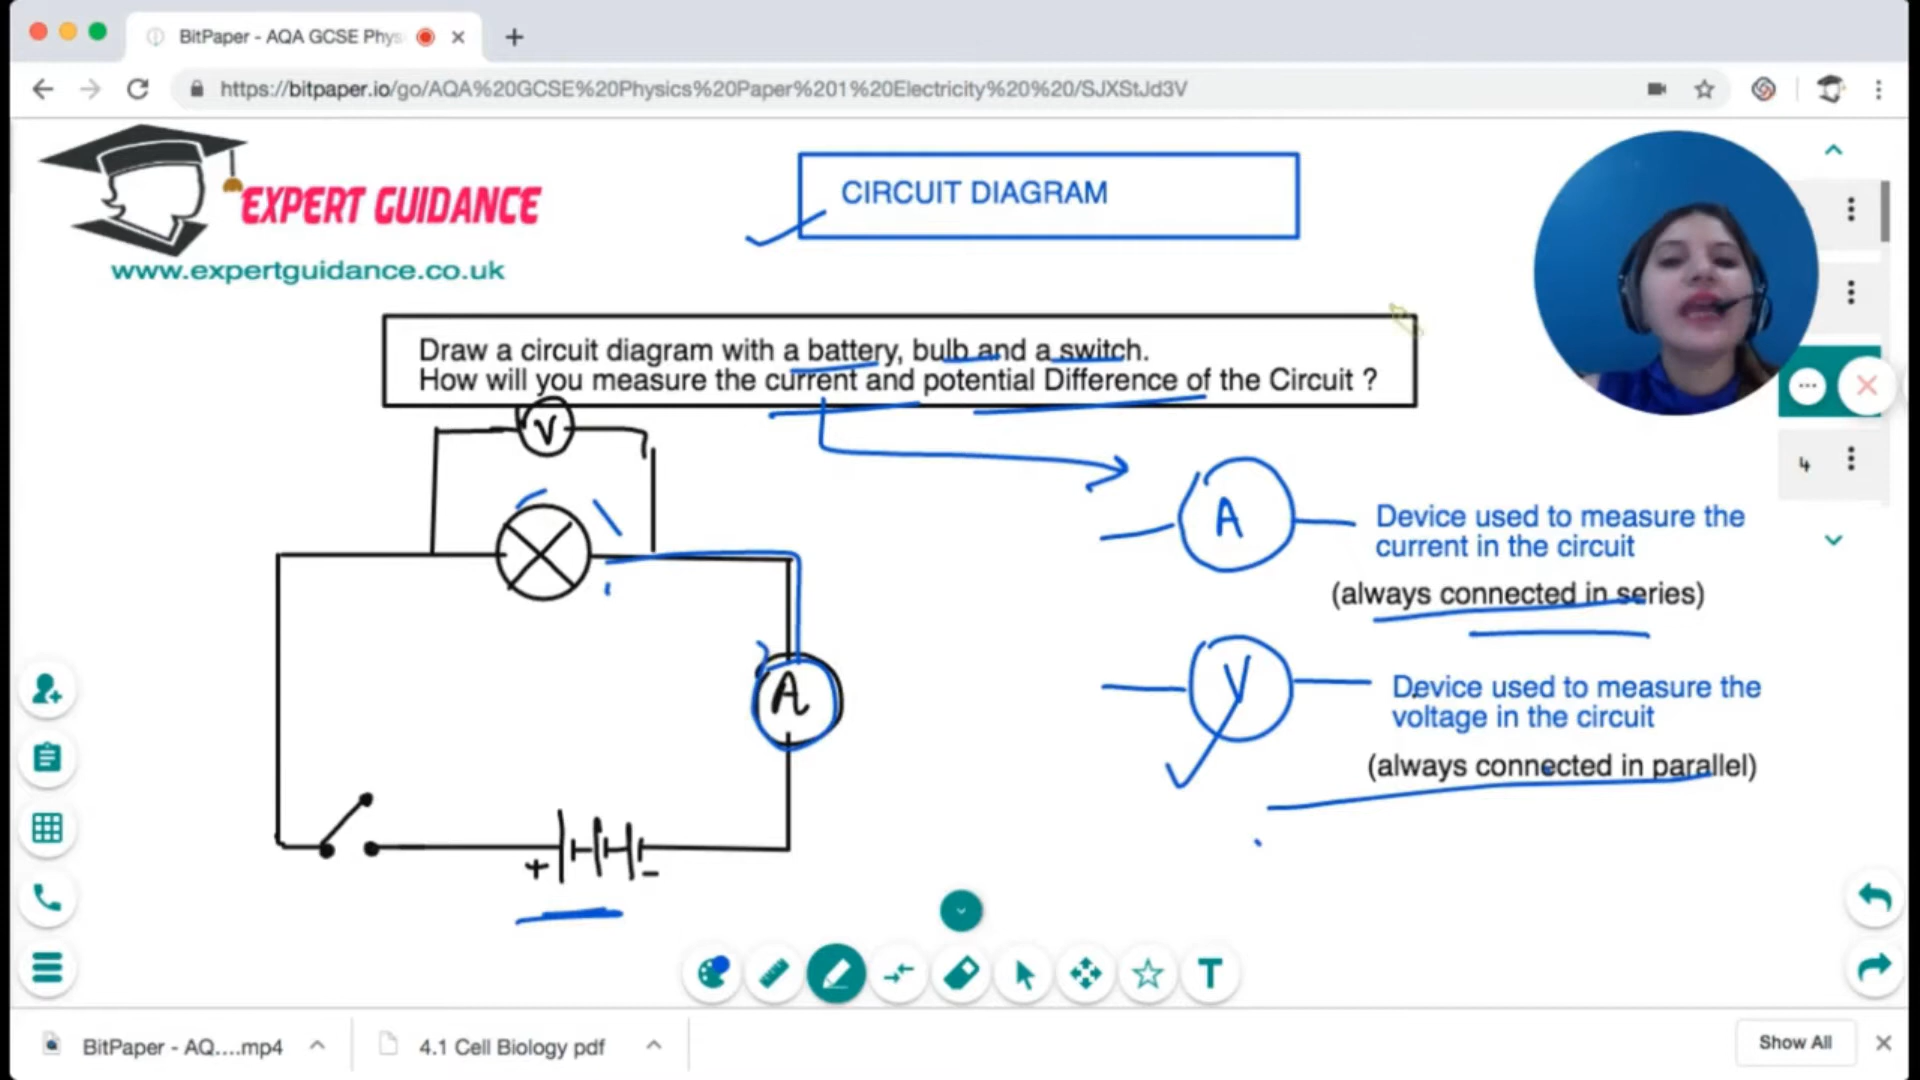 BitPaper - AQA GCSE Phys
https://bitpaper.io/go/AQA%20GCSE%20Physics%20Paper%201%20Electricity%20%20/SJXStJd3V
EXPERT GUIDANCE
www.expertguidance.co.uk
CIRCUIT DIAGRAM
Draw a circuit diagram with a battery, bulb and a switch.
How will you measure the current and potential Difference of the Circuit ?
V
A
+
-
A
Device used to measure the
current in the circuit
(always connected in series)
V
Device used to measure the
voltage in the circuit
(always connected in parallel)
4
T
BitPaper - AQ....mp4
4.1 Cell Biology pdf
Show All